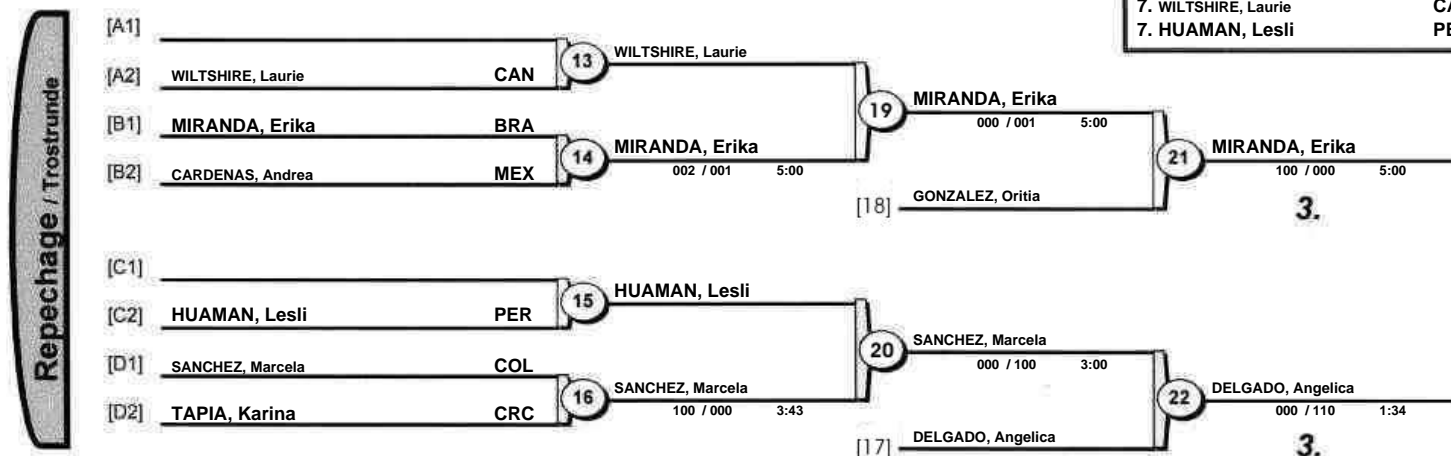 7. WILTSHIRE, Laurie
7. HUAMAN, Lesli
Repechage / Trostrunde
[A1]
[A2] WILTSHIRE, Laurie CAN
13 WILTSHIRE, Laurie
[B1] MIRANDA, Erika BRA
[B2] CARDENAS, Andrea MEX
14 MIRANDA, Erika
002 / 001 5:00
19 MIRANDA, Erika
000 / 001 5:00
[18] GONZALEZ, Oritia
21 MIRANDA, Erika
100 / 000 5:00
3.
[C1]
[C2] HUAMAN, Lesli PER
15 HUAMAN, Lesli
[D1] SANCHEZ, Marcela COL
[D2] TAPIA, Karina CRC
16 SANCHEZ, Marcela
100 / 000 3:43
20 SANCHEZ, Marcela
000 / 100 3:00
[17] DELGADO, Angelica
22 DELGADO, Angelica
000 / 110 1:34
3.